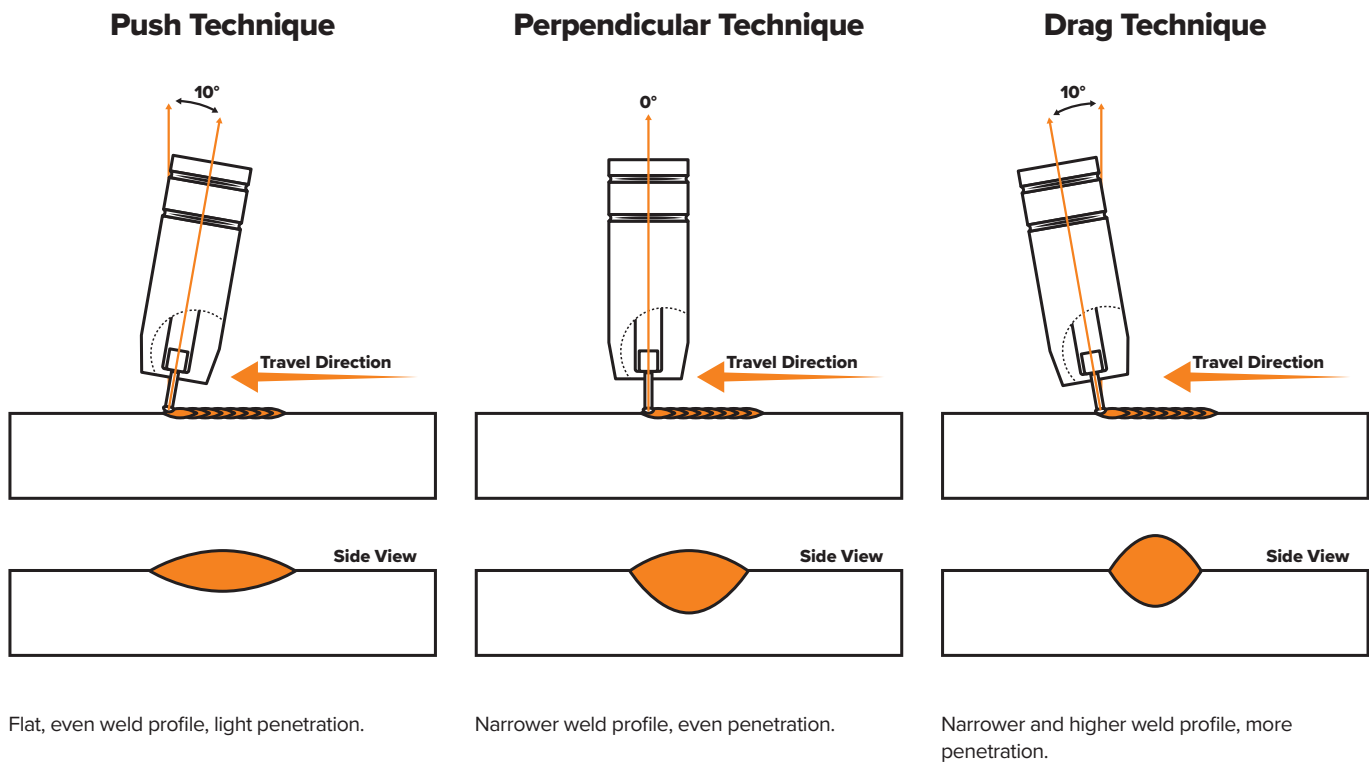 Push Technique
Perpendicular Technique
Drag Technique
10°
0°
10°
Travel Direction
Travel Direction
Travel Direction
Side View
Side View
Side View
Flat, even weld profile, light penetration.
Narrower weld profile, even penetration.
Narrower and higher weld profile, more
penetration.